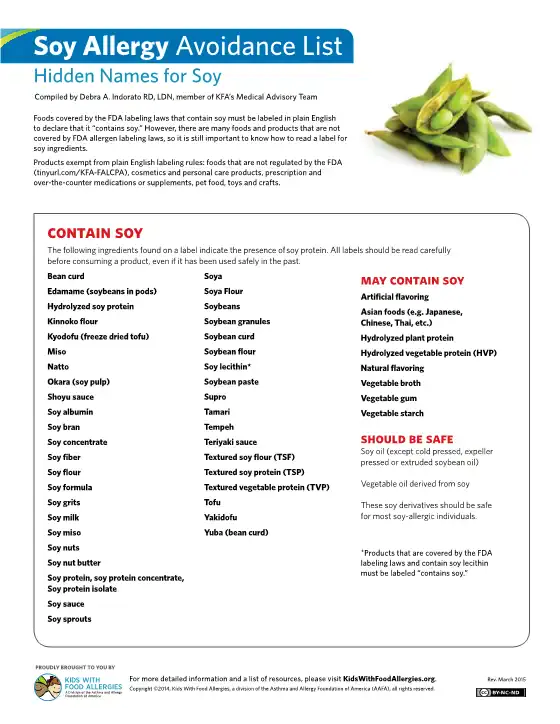 Soy Allergy Avoidance List
Hidden Names for Soy
Compiled by Debra A. Indorato RD, LDN, member of KFA's Medical Advisory Team
Foods covered by the FDA labeling laws that contain soy must be labeled in plain English
to declare that it “contains soy.” However, there are many foods and products that are not
covered by FDA allergen labeling laws, so it is still important to know how to read a label for
soy ingredients.
Products exempt from plain English labeling rules: foods that are not regulated by the FDA
(tinyurl.com/KFA-FALCPA), cosmetics and personal care products, prescription and
over-the-counter medications or supplements, pet food, toys and crafts.
CONTAIN SOY
The following ingredients found on a label indicate the presence of soy protein. All labels should be read carefully
before consuming a product, even if it has been used safely in the past.
Bean curd
Edamame (soybeans in pods)
Hydrolyzed soy protein
Kinnoko flour
Kyodofu (freeze dried tofu)
Miso
Natto
Okara (soy pulp)
Shoyu sauce
Soy albumin
Soy bran
Soy concentrate
Soy fiber
Soy flour
Soy formula
Soy grits
Soy milk
Soy miso
Soy nuts
Soy nut butter
Soy protein, soy protein concentrate,
Soy protein isolate
Soy sauce
Soy sprouts
Soya
Soya Flour
Soybeans
Soybean granules
Soybean curd
Soybean flour
Soy lecithin*
Soybean paste
Supro
Tamari
Tempeh
Teriyaki sauce
Textured soy flour (TSF)
Textured soy protein (TSP)
Textured vegetable protein (TVP)
Tofu
Yakidofu
Yuba (bean curd)
MAY CONTAIN SOY
Artificial flavoring
Asian foods (e.g. Japanese,
Chinese, Thai, etc.)
Hydrolyzed plant protein
Hydrolyzed vegetable protein (HVP)
Natural flavoring
Vegetable broth
Vegetable gum
Vegetable starch
SHOULD BE SAFE
Soy oil (except cold pressed, expeller
pressed or extruded soybean oil)
Vegetable oil derived from soy
These soy derivatives should be safe
for most soy-allergic individuals.
*Products that are covered by the FDA
labeling laws and contain soy lecithin
must be labeled “contains soy.”
PROUDLY BROUGHT TO YOU BY
KIDS WITH
FOOD ALLERGIES
A Division of the Asthma and Allergy
Foundation of America
For more detailed information and a list of resources, please visit KidsWithFoodAllergies.org.
Copyright ©2014, Kids With Food Allergies, a division of the Asthma and Allergy Foundation of America (AAFA), all rights reserved.
Rev. March 2015
CC BY-NC-ND